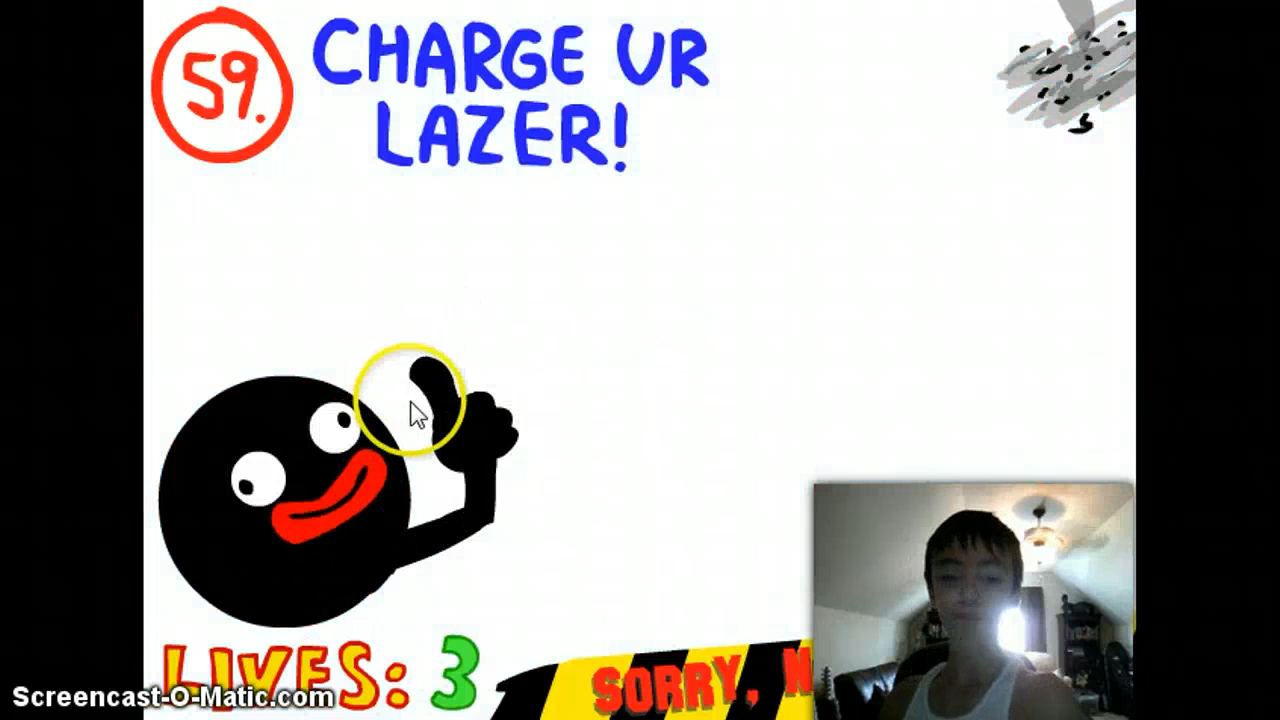 59.
CHARGE UR
LAZER!
LIVES: 3
SORRY, N
Screencast-O-Matic.com